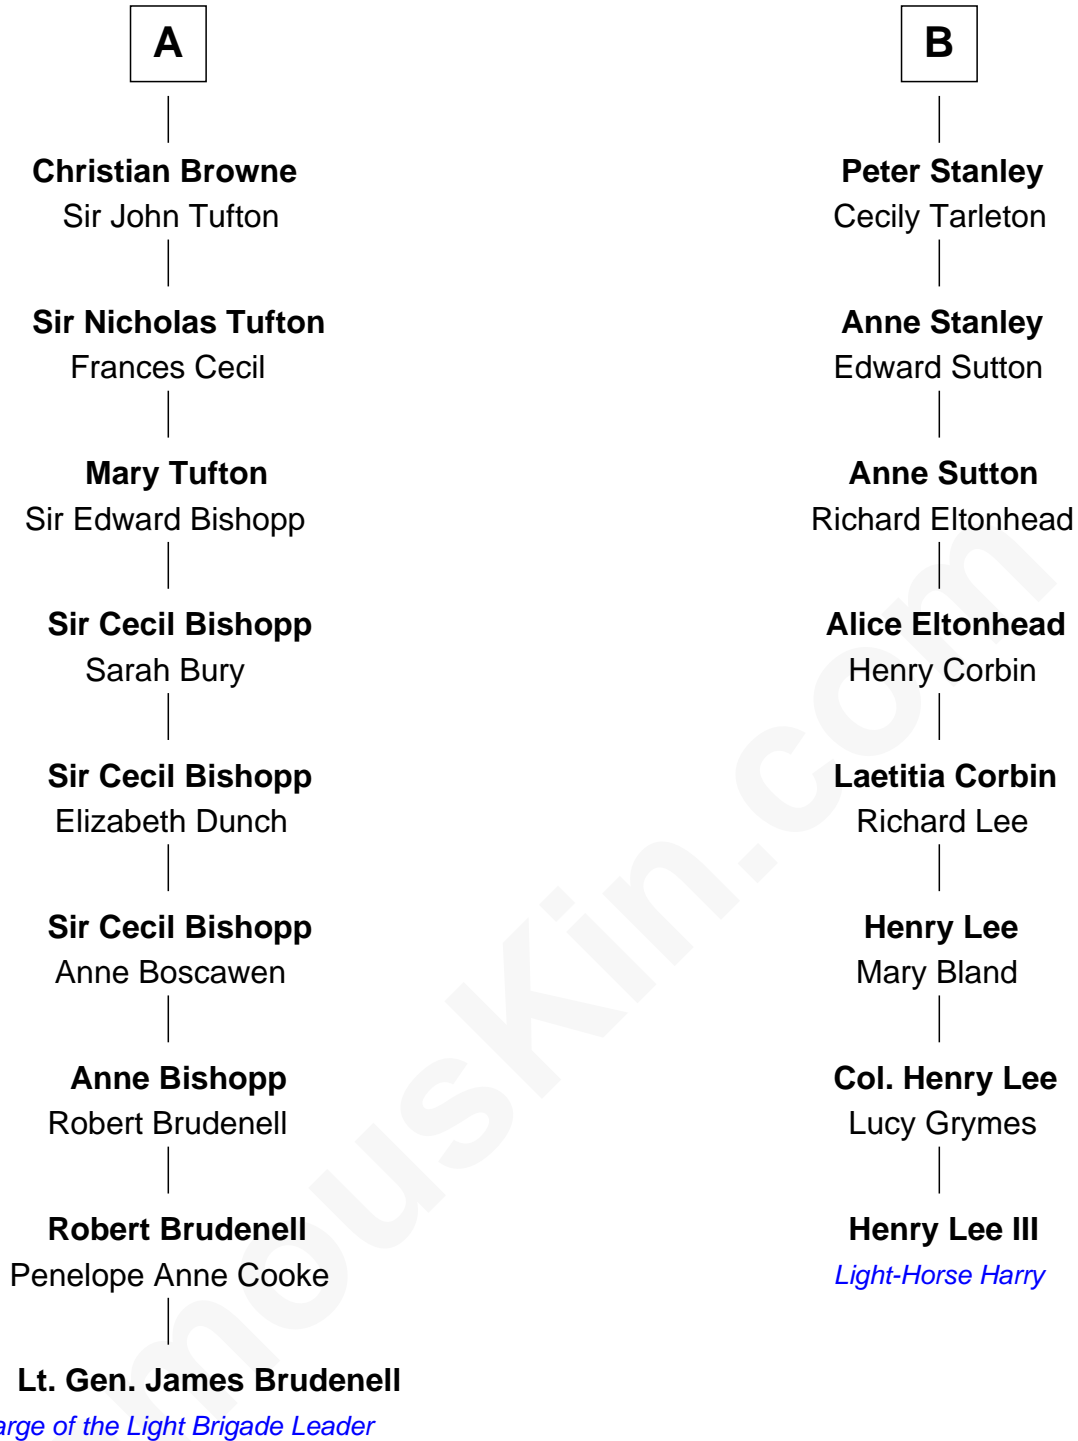 A
Christian Browne
Sir John Tufton
Sir Nicholas Tufton
Frances Cecil
Mary Tufton
Sir Edward Bishopp
Sir Cecil Bishopp
Sarah Bury
Sir Cecil Bishopp
Elizabeth Dunch
Sir Cecil Bishopp
Anne Boscawen
Anne Bishopp
Robert Brudenell
Robert Brudenell
Penelope Anne Cooke
Lt. Gen. James Brudenell
arge of the Light Brigade Leader
B
Peter Stanley
Cecily Tarleton
Anne Stanley
Edward Sutton
Anne Sutton
Richard Eltonhead
Alice Eltonhead
Henry Corbin
Laetitia Corbin
Richard Lee
Henry Lee
Mary Bland
Col. Henry Lee
Lucy Grymes
Henry Lee III
Light-Horse Harry
mousKin.com